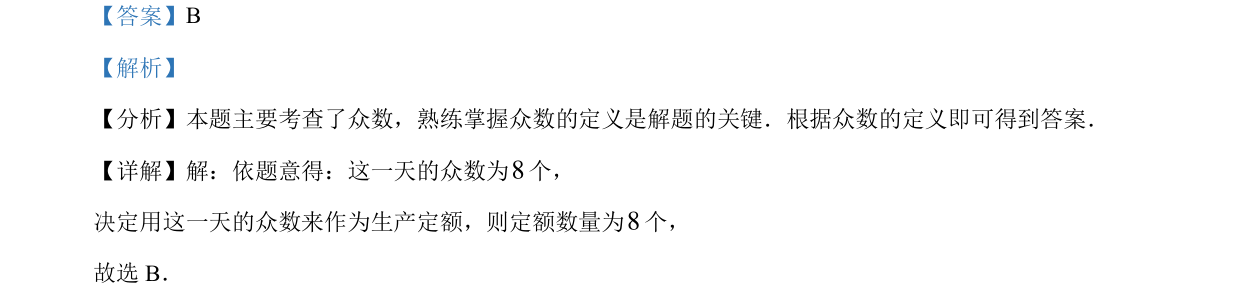 【答案】B
【解析】
【分析】本题主要考查了众数，熟练掌握众数的定义是解题的关键．根据众数的定义即可得到答案．
【详解】解：依题意得：这一天的众数为8个，
决定用这一天的众数来作为生产定额，则定额数量为8个，
故选 B．